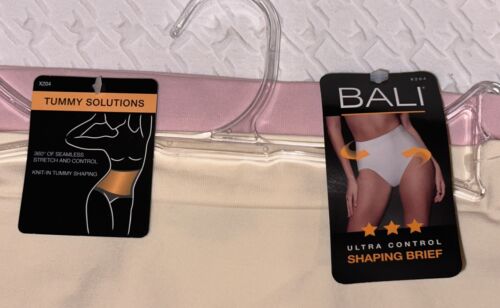 X204
TUMMY SOLUTIONS
360° OF SEAMLESS
STRETCH AND CONTROL
KNIT-IN TUMMY SHAPING
X204
BALI
ULTRA CONTROL
SHAPING BRIEF